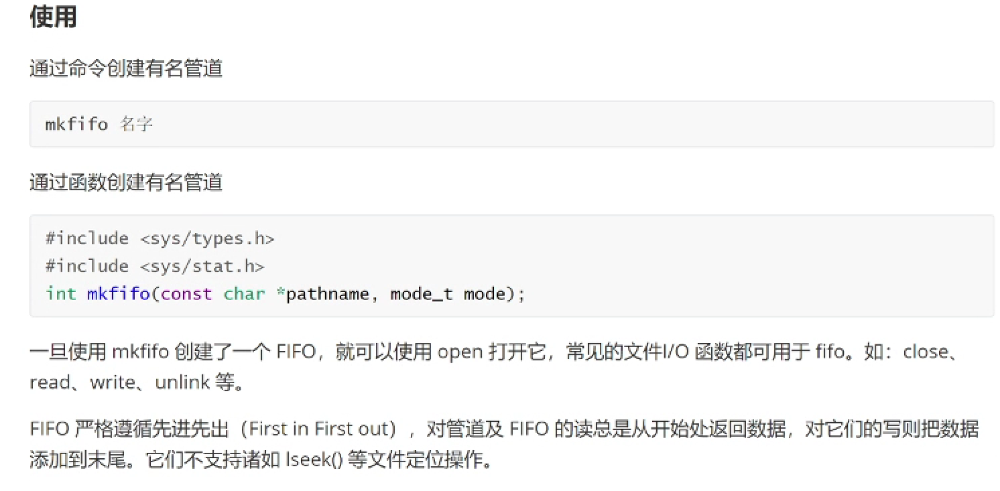 使用
通过命令创建有名管道
mkfifo 名字
通过函数创建有名管道
#include <sys/types.h>
#include <sys/stat.h>
int mkfifo(const char *pathname, mode_t mode);
一旦使用 mkfifo 创建了一个 FIFO，就可以使用 open 打开它，常见的文件I/O 函数都可用于 fifo。如：close、
read、write、unlink 等。
FIFO 严格遵循先进先出（First in First out），对管道及 FIFO 的读总是从开始处返回数据，对它们的写则把数据
添加到末尾。它们不支持诸如 lseek() 等文件定位操作。